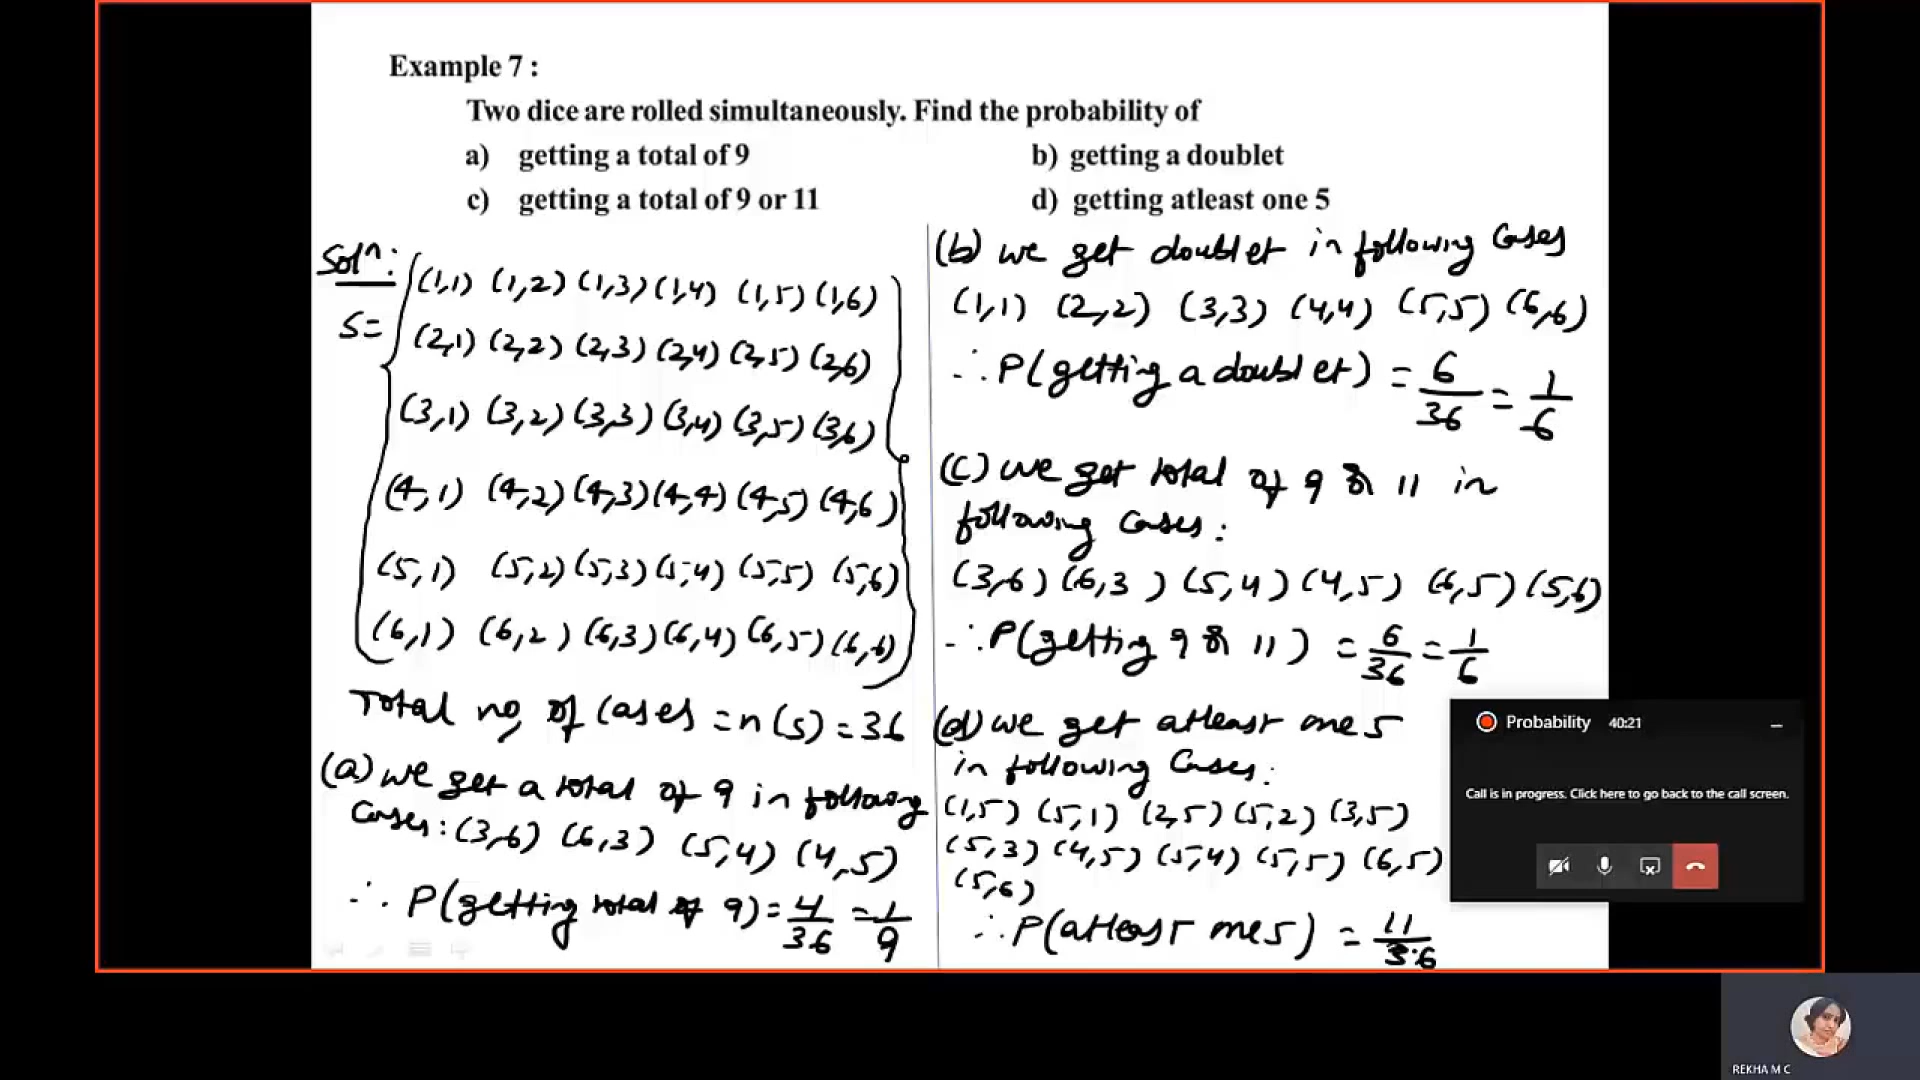 Example 7 :
Two dice are rolled simultaneously. Find the probability of
a) getting a total of 9
b) getting a doublet
c) getting a total of 9 or 11
d) getting atleast one 5
Solⁿ:
S= {(1,1) (1,2) (1,3) (1,4) (1,5) (1,6)
(2,1) (2,2) (2,3) (2,4) (2,5) (2,6)
(3,1) (3,2) (3,3) (3,4) (3,5) (3,6)
(4,1) (4,2) (4,3) (4,4) (4,5) (4,6)
(5,1) (5,2) (5,3) (5,4) (5,5) (5,6)
(6,1) (6,2) (6,3) (6,4) (6,5) (6,6)}
Total no, of Cases = n(S) = 36
(a) we get a total of 9 in following
Cases: (3,6) (6,3) (5,4) (4,5)
∴ P(getting total of 9) = 4/36 = 1/9
(b) we get doublet in following Cases
(1,1) (2,2) (3,3) (4,4) (5,5) (6,6)
∴ P(getting a doublet) = 6/36 = 1/6
(C) we get total of 9 or 11 in
following Cases:
(3,6) (6,3) (5,4) (4,5) (6,5) (5,6)
∴ P(getting 9 or 11) = 6/36 = 1/6
(d) we get atleast one 5
in following Cases:
(1,5) (5,1) (2,5) (5,2) (3,5)
(5,3) (4,5) (5,4) (5,5) (6,5)
(5,6)
∴ P(atleast one 5) = 11/36
Probability 40:21
Call is in progress. Click here to go back to the call screen.
REKHA M C